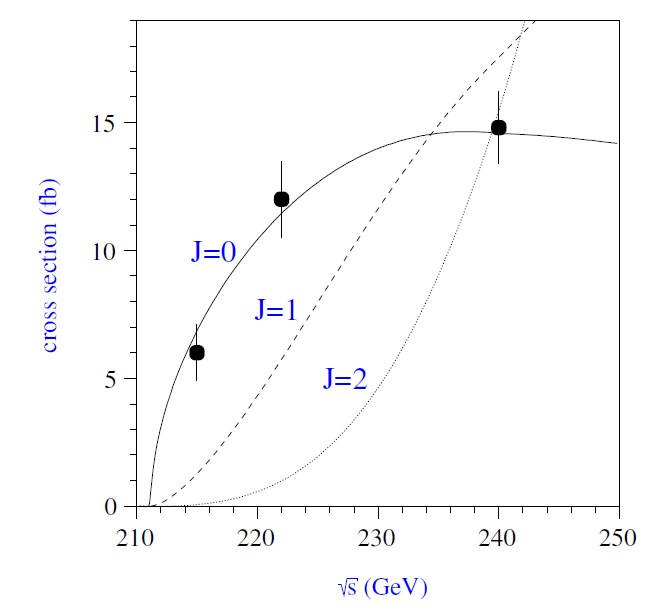 15
10
5
0
cross section (fb)
J=0
J=1
J=2
210 220 230 240 250
√s (GeV)